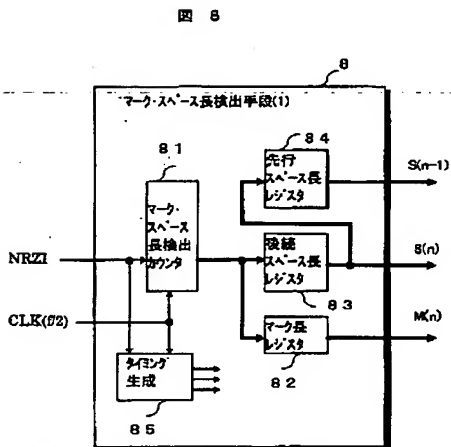 図 8
8
マーク・スペース長検出手段(1)
81
マーク・
スペース
長検出
カウンタ
84
先行
スペース長
レジスタ
S(n-1)
NRZI
後続
スペース長
レジスタ
S(n)
83
CLK(f/2)
マーク長
レジスタ
M(n)
82
タイミング
生成
85